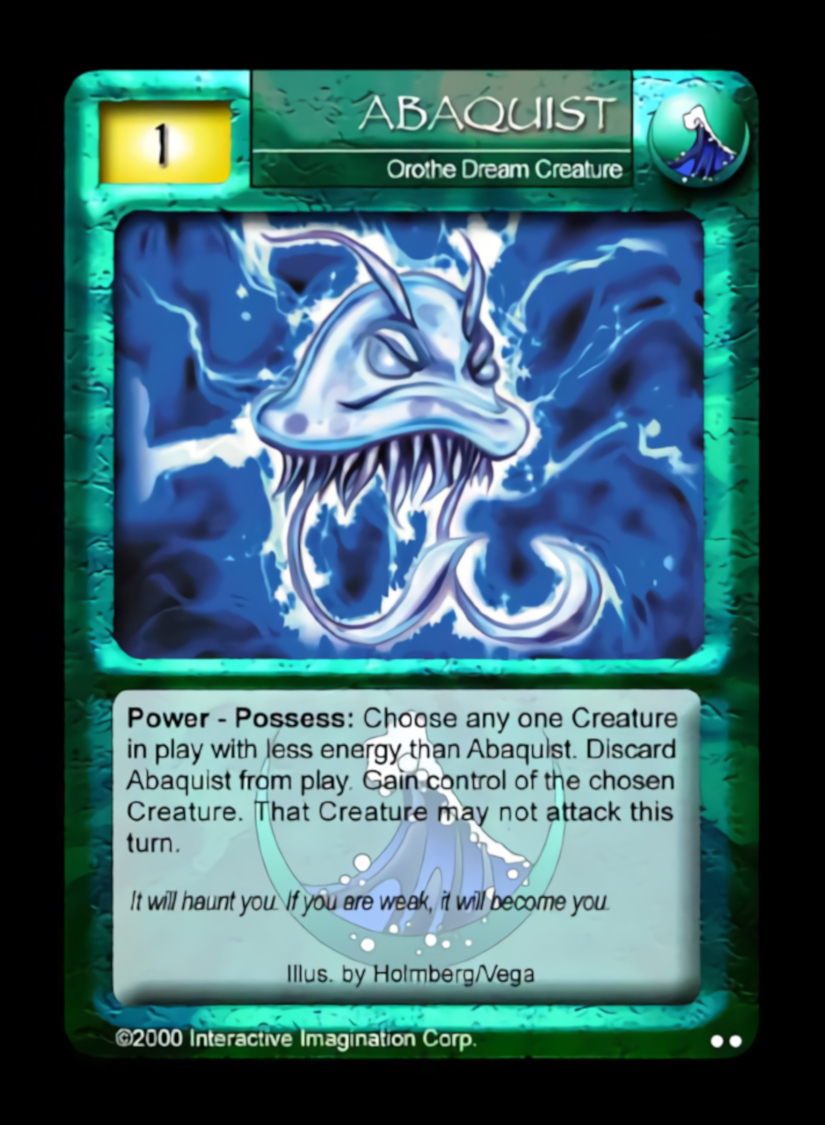 1
ABAQUIST
Orothe Dream Creature
Power - Possess: Choose any one Creature
in play with less energy than Abaquist. Discard
Abaquist from play. Gain control of the chosen
Creature. That Creature may not attack this
turn.
It will haunt you. If you are weak, it will become you.
Illus. by Holmberg/Vega
©2000 Interactive Imagination Corp.